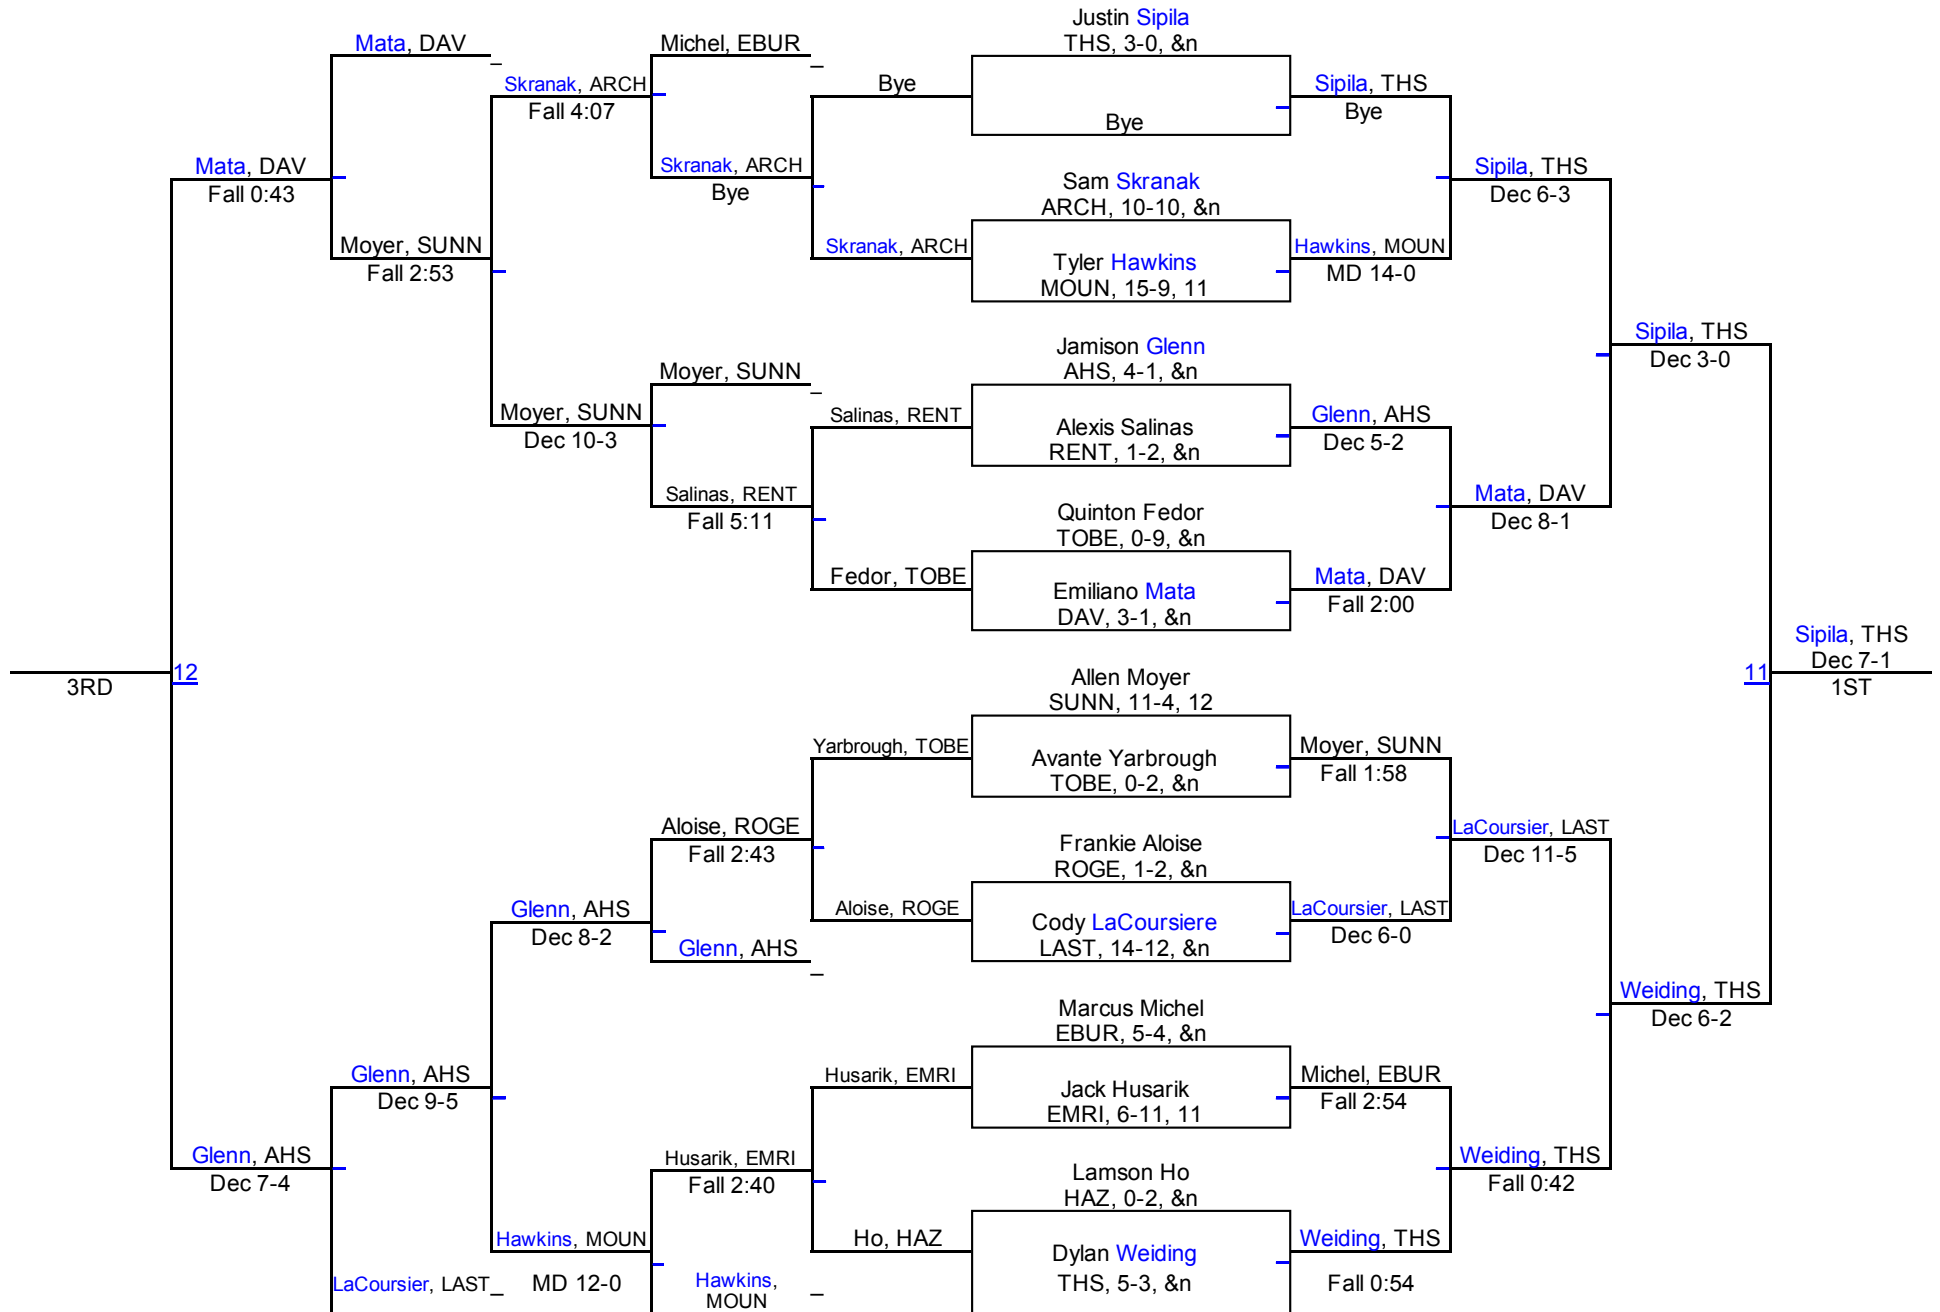 Mata, DAV
Mata, DAV
Fall 0:43
Moyer, SUNN
Fall 2:53
Skranak, ARCH
Fall 4:07
Moyer, SUNN
Dec 10-3
Michel, EBUR
Skranak, ARCH
Bye
Moyer, SUNN
Salinas, RENT
Fall 5:11
Bye
Skranak, ARCH
Salinas, RENT
Fedor, TOBE
Justin Sipila
THS, 3-0, &n
Bye
Sam Skranak
ARCH, 10-10, &n
Tyler Hawkins
MOUN, 15-9, 11
Jamison Glenn
AHS, 4-1, &n
Alexis Salinas
RENT, 1-2, &n
Quinton Fedor
TOBE, 0-9, &n
Emiliano Mata
DAV, 3-1, &n
Sipila, THS
Bye
Hawkins, MOUN
MD 14-0
Glenn, AHS
Dec 5-2
Mata, DAV
Fall 2:00
Sipila, THS
Dec 6-3
Mata, DAV
Dec 8-1
Sipila, THS
Dec 3-0
Sipila, THS
Dec 7-1
11
1ST
12
3RD
Glenn, AHS
Dec 7-4
Glenn, AHS
Dec 9-5
LaCoursier, LAST
Glenn, AHS
Dec 8-2
Hawkins, MOUN
MD 12-0
Aloise, ROGE
Fall 2:43
Glenn, AHS
Husarik, EMRI
Fall 2:40
Hawkins,
MOUN
Yarbrough, TOBE
Aloise, ROGE
Husarik, EMRI
Ho, HAZ
Allen Moyer
SUNN, 11-4, 12
Avante Yarbrough
TOBE, 0-2, &n
Frankie Aloise
ROGE, 1-2, &n
Cody LaCoursiere
LAST, 14-12, &n
Marcus Michel
EBUR, 5-4, &n
Jack Husarik
EMRI, 6-11, 11
Lamson Ho
HAZ, 0-2, &n
Dylan Weiding
THS, 5-3, &n
Moyer, SUNN
Fall 1:58
LaCoursier, LAST
Dec 6-0
Michel, EBUR
Fall 2:54
Weiding, THS
Fall 0:54
LaCoursier, LAST
Dec 11-5
Weiding, THS
Fall 0:42
Weiding, THS
Dec 6-2